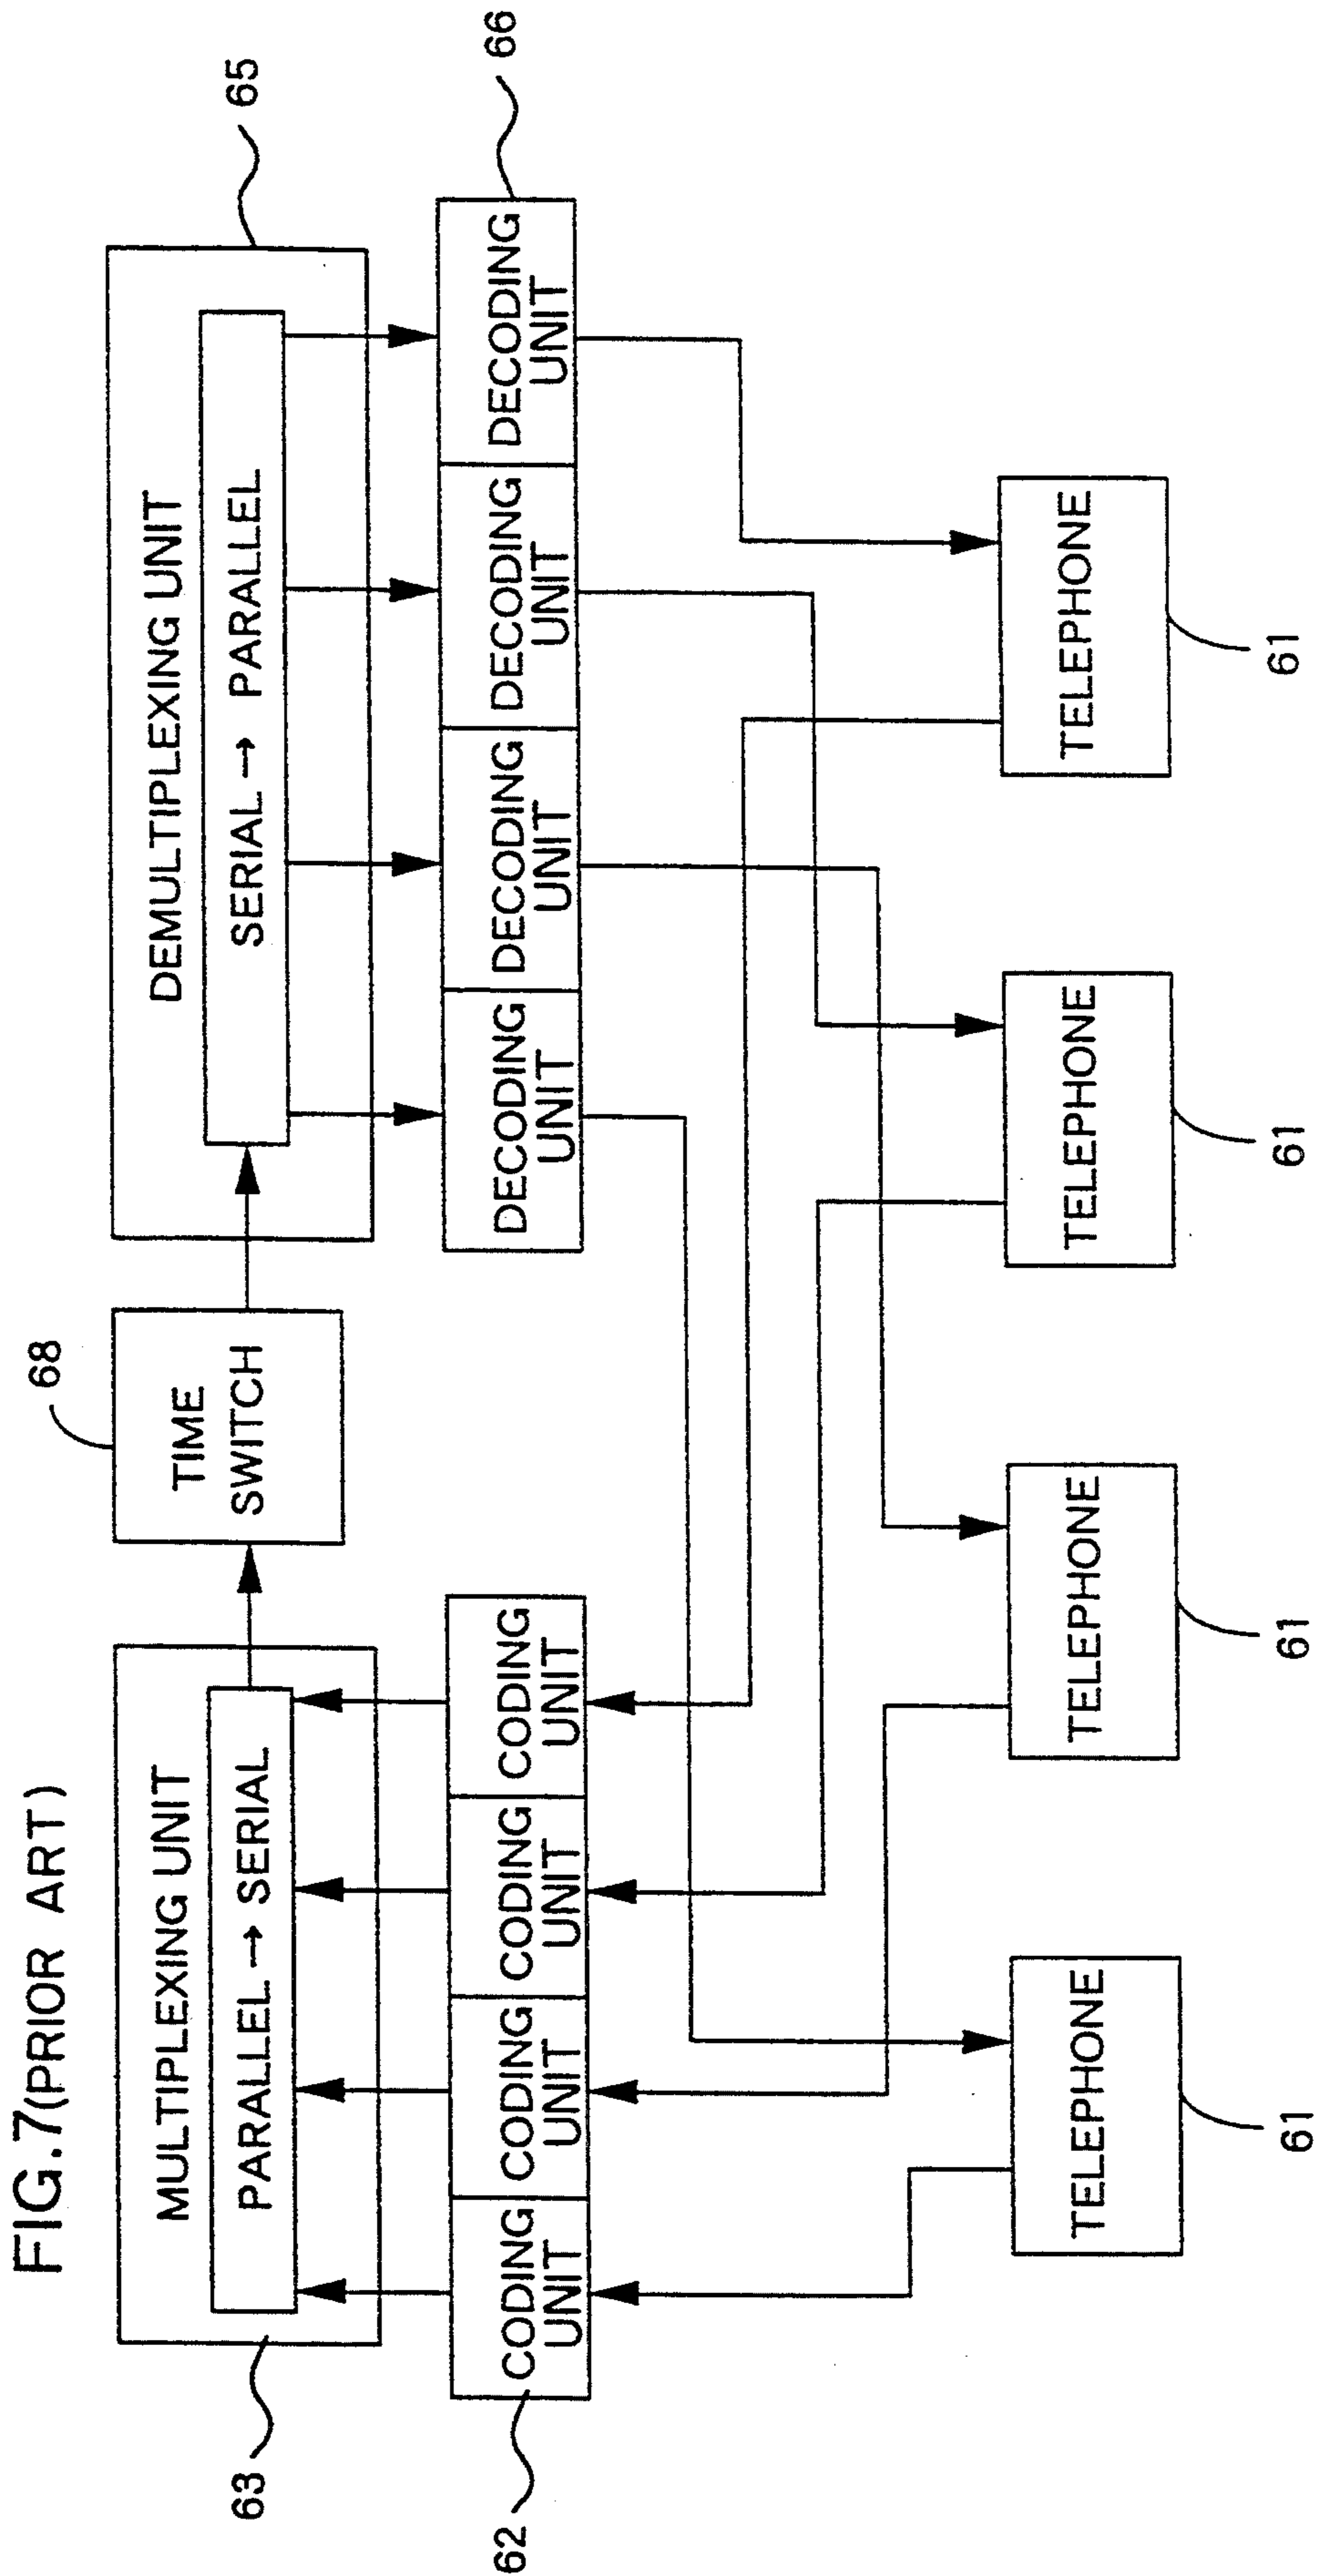 FIG.7(PRIOR ART)
63
MULTIPLEXING UNIT
PARALLEL → SERIAL
68
TIME
SWITCH
65
DEMULTIPLEXING UNIT
SERIAL → PARALLEL
62
CODING
UNIT
CODING
UNIT
CODING
UNIT
CODING
UNIT
66
DECODING
UNIT
DECODING
UNIT
DECODING
UNIT
DECODING
UNIT
TELEPHONE
61
TELEPHONE
61
TELEPHONE
61
TELEPHONE
61